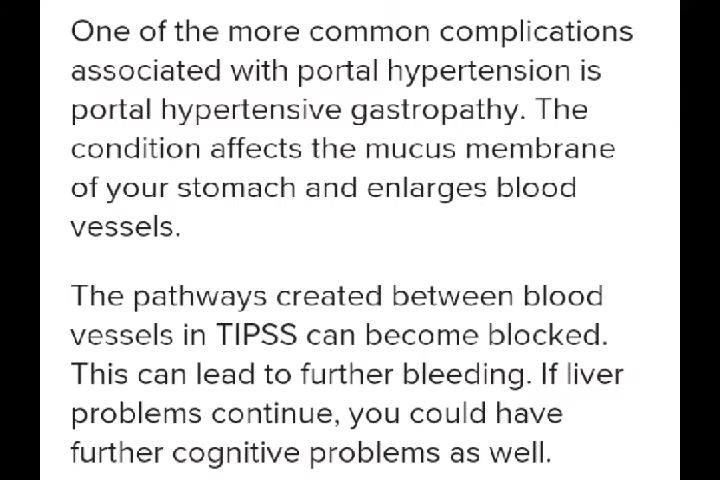 One of the more common complications
associated with portal hypertension is
portal hypertensive gastropathy. The
condition affects the mucus membrane
of your stomach and enlarges blood
vessels.
The pathways created between blood
vessels in TIPSS can become blocked.
This can lead to further bleeding. If liver
problems continue, you could have
further cognitive problems as well.